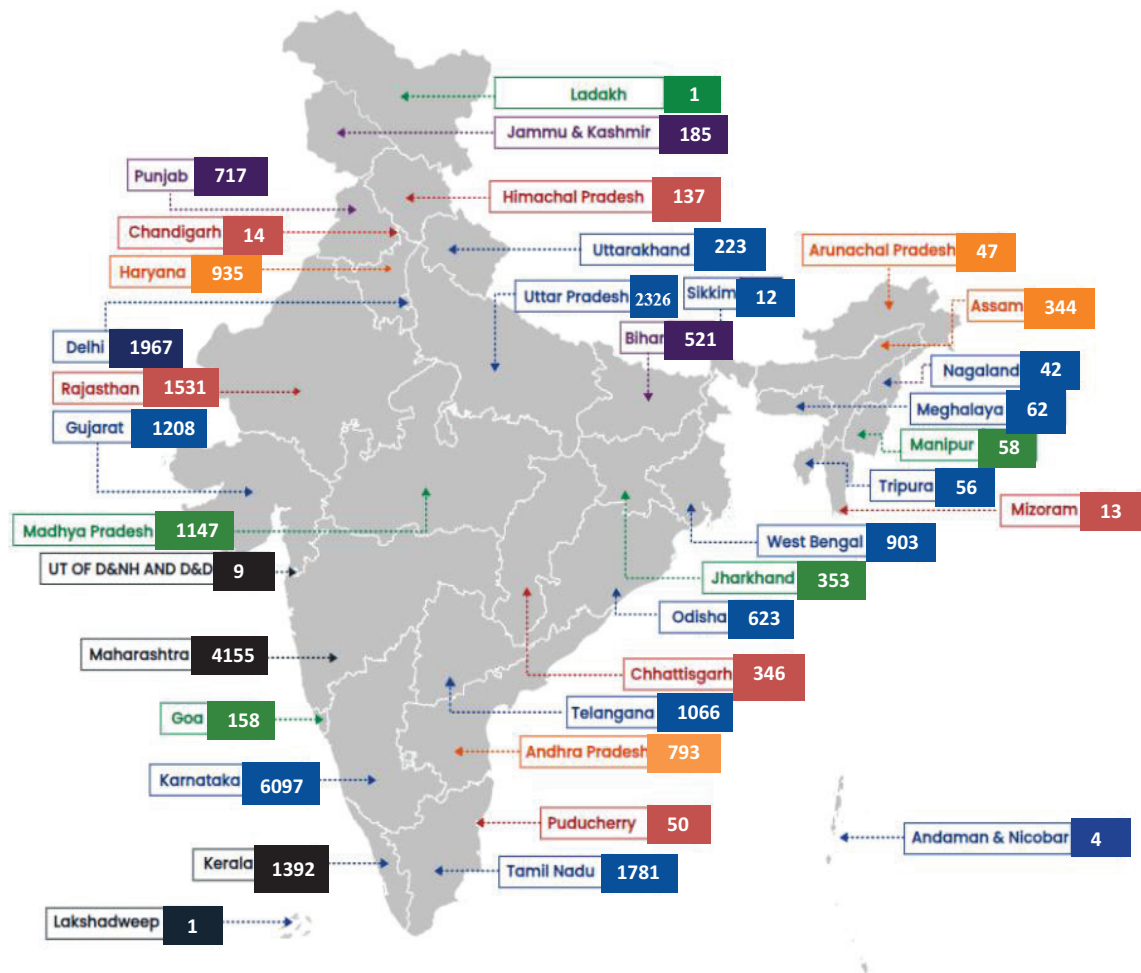 Ladakh 1
Jammu & Kashmir 185
Punjab 717
Himachal Pradesh 137
Chandigarh 14
Uttarakhand 223
Arunachal Pradesh 47
Haryana 935
Uttar Pradesh 2326
Sikkim 12
Assam 344
Bihar 521
Delhi 1967
Nagaland 42
Rajasthan 1531
Meghalaya 62
Gujarat 1208
Manipur 58
Tripura 56
Mizoram 13
Madhya Pradesh 1147
West Bengal 903
UT OF D&NH AND D&D 9
Jharkhand 353
Odisha 623
Maharashtra 4155
Chhattisgarh 346
Goa 158
Telangana 1066
Andhra Pradesh 793
Karnataka 6097
Puducherry 50
Andaman & Nicobar 4
Kerala 1392
Tamil Nadu 1781
Lakshadweep 1